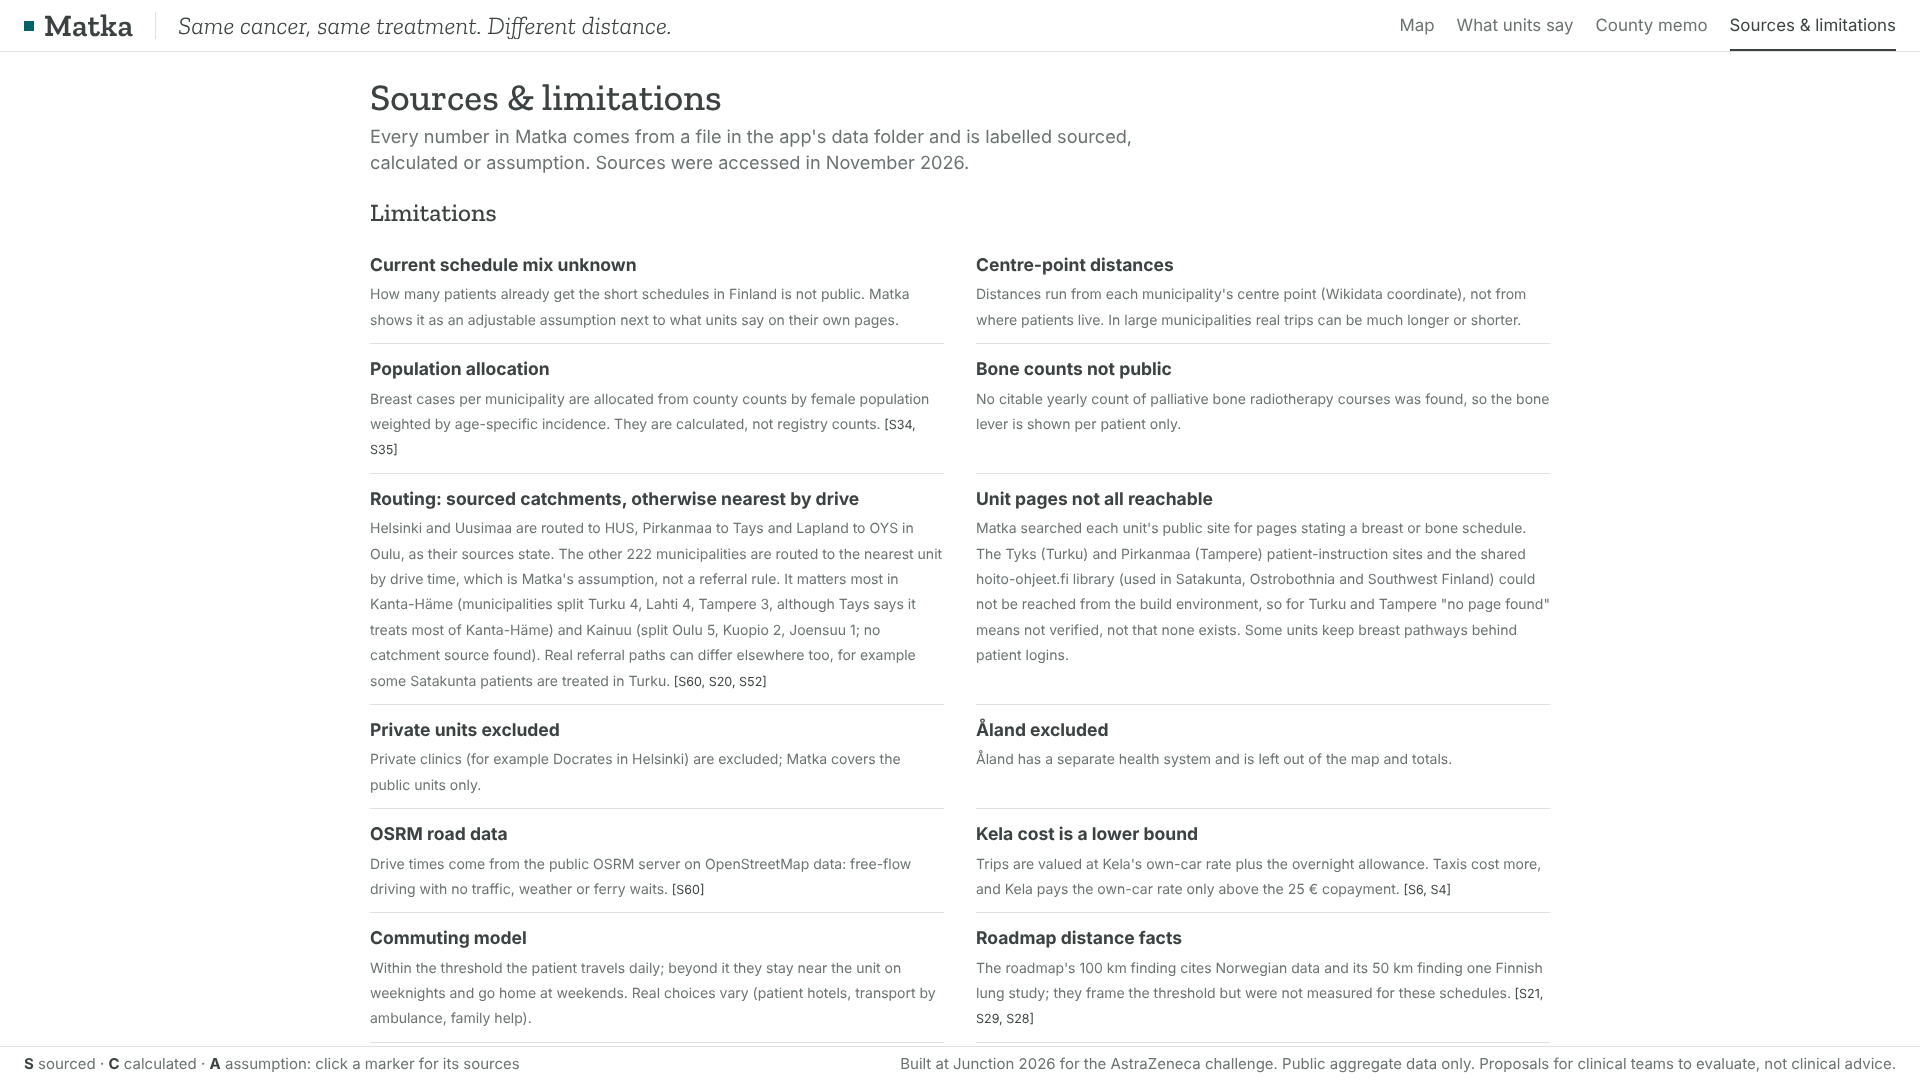 Matka
Same cancer, same treatment. Different distance.
Map
What units say
County memo
Sources & limitations
Sources & limitations
Every number in Matka comes from a file in the app's data folder and is labelled sourced,
calculated or assumption. Sources were accessed in November 2026.
Limitations
Current schedule mix unknown
How many patients already get the short schedules in Finland is not public. Matka
shows it as an adjustable assumption next to what units say on their own pages.
Centre-point distances
Distances run from each municipality's centre point (Wikidata coordinate), not from
where patients live. In large municipalities real trips can be much longer or shorter.
Population allocation
Breast cases per municipality are allocated from county counts by female population
weighted by age-specific incidence. They are calculated, not registry counts. [S34,
S35]
Bone counts not public
No citable yearly count of palliative bone radiotherapy courses was found, so the bone
lever is shown per patient only.
Routing: sourced catchments, otherwise nearest by drive
Helsinki and Uusimaa are routed to HUS, Pirkanmaa to Tays and Lapland to OYS in
Oulu, as their sources state. The other 222 municipalities are routed to the nearest unit
by drive time, which is Matka's assumption, not a referral rule. It matters most in
Kanta-Häme (municipalities split Turku 4, Lahti 4, Tampere 3, although Tays says it
treats most of Kanta-Häme) and Kainuu (split Oulu 5, Kuopio 2, Joensuu 1; no
catchment source found). Real referral paths can differ elsewhere too, for example
some Satakunta patients are treated in Turku. [S60, S20, S52]
Unit pages not all reachable
Matka searched each unit's public site for pages stating a breast or bone schedule.
The Tyks (Turku) and Pirkanmaa (Tampere) patient-instruction sites and the shared
hoito-ohjeet.fi library (used in Satakunta, Ostrobothnia and Southwest Finland) could
not be reached from the build environment, so for Turku and Tampere "no page found"
means not verified, not that none exists. Some units keep breast pathways behind
patient logins.
Private units excluded
Private clinics (for example Docrates in Helsinki) are excluded; Matka covers the
public units only.
Åland excluded
Åland has a separate health system and is left out of the map and totals.
OSRM road data
Drive times come from the public OSRM server on OpenStreetMap data: free-flow
driving with no traffic, weather or ferry waits. [S60]
Kela cost is a lower bound
Trips are valued at Kela's own-car rate plus the overnight allowance. Taxis cost more,
and Kela pays the own-car rate only above the 25 € copayment. [S6, S4]
Commuting model
Within the threshold the patient travels daily; beyond it they stay near the unit on
weeknights and go home at weekends. Real choices vary (patient hotels, transport by
ambulance, family help).
Roadmap distance facts
The roadmap's 100 km finding cites Norwegian data and its 50 km finding one Finnish
lung study; they frame the threshold but were not measured for these schedules. [S21,
S29, S28]
S sourced · C calculated · A assumption: click a marker for its sources
Built at Junction 2026 for the AstraZeneca challenge. Public aggregate data only. Proposals for clinical teams to evaluate, not clinical advice.